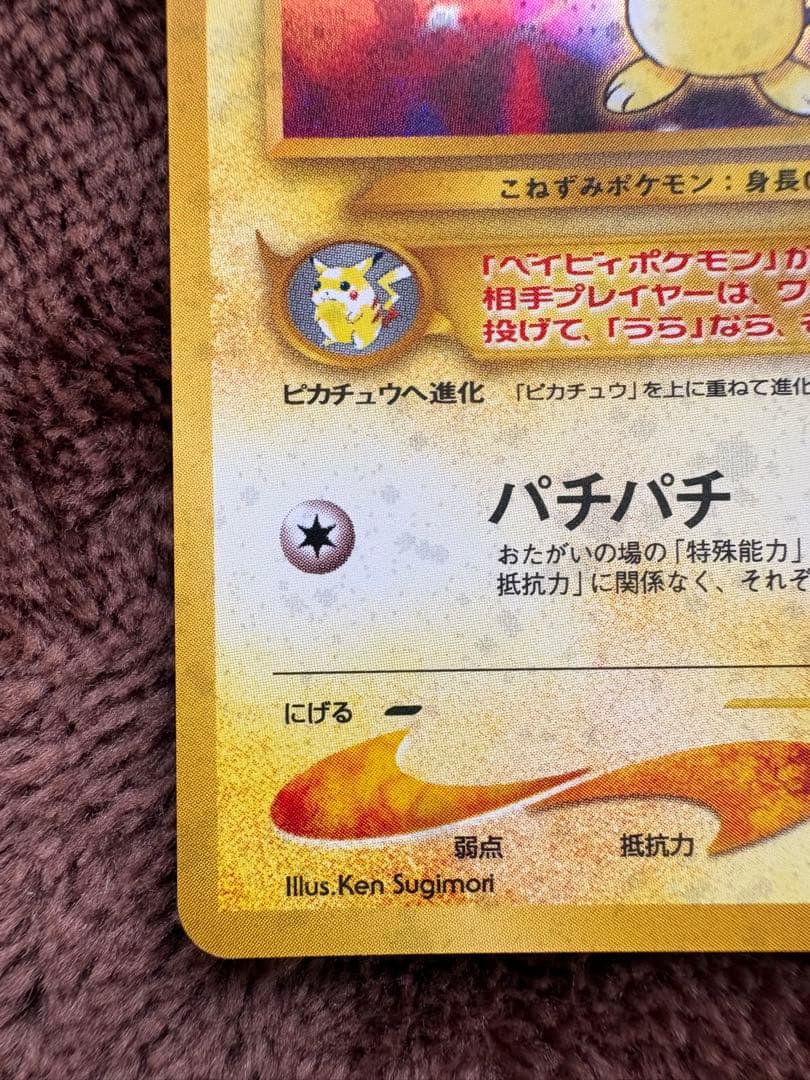 こねずみポケモン：身長
「ベイビィポケモン」が
相手プレイヤーは、
投げて、「うら」なら、
ピカチュウへ進化 「ピカチュウ」を上に重ねて進化
パチパチ
おたがいの場の「特殊能力」
抵抗力」に関係なく、それぞ
にげる
弱点 抵抗力
Illus.Ken Sugimori